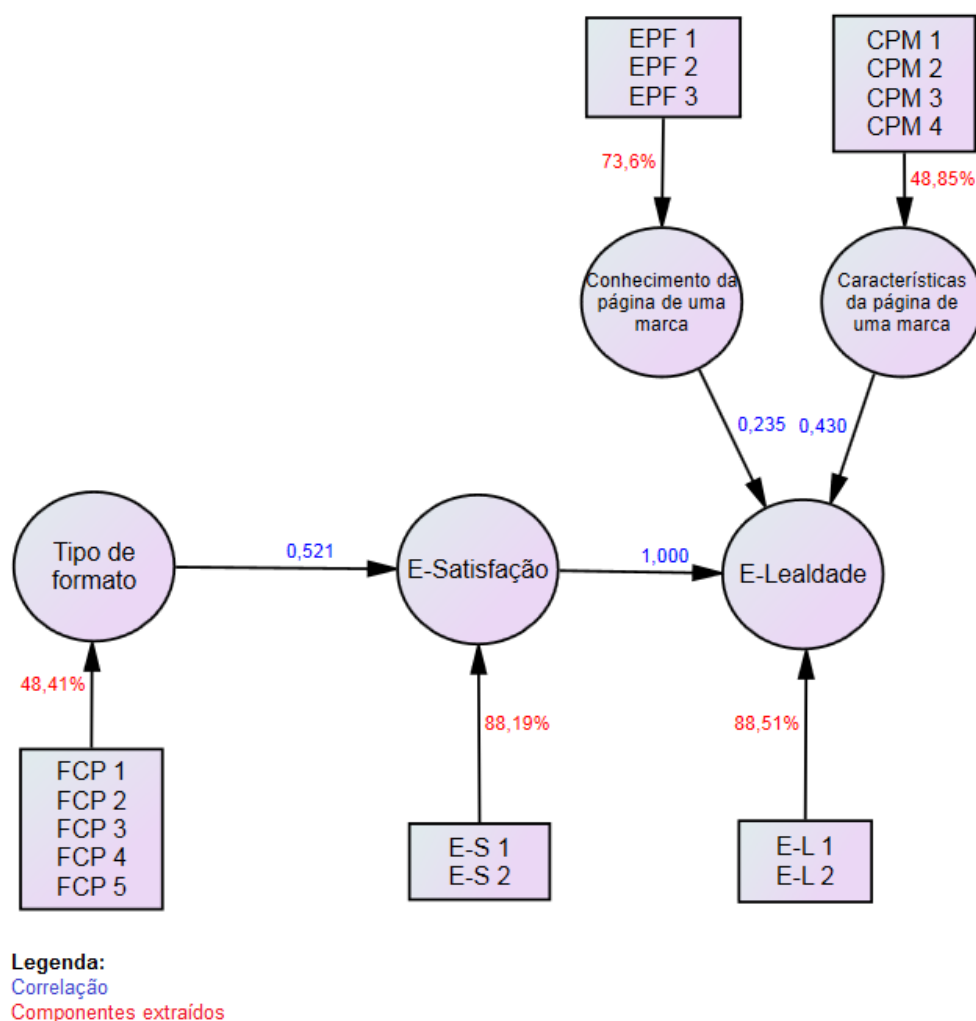 EPF 1
EPF 2
EPF 3
CPM 1
CPM 2
CPM 3
CPM 4
73,6%
48,85%
Conhecimento da
página de uma
marca
Características
da página de
uma marca
0,235
0,430
Tipo de
formato
0,521
E-Satisfação
1,000
E-Lealdade
48,41%
88,19%
88,51%
FCP 1
FCP 2
FCP 3
FCP 4
FCP 5
E-S 1
E-S 2
E-L 1
E-L 2
Legenda:
Correlação
Componentes extraídos